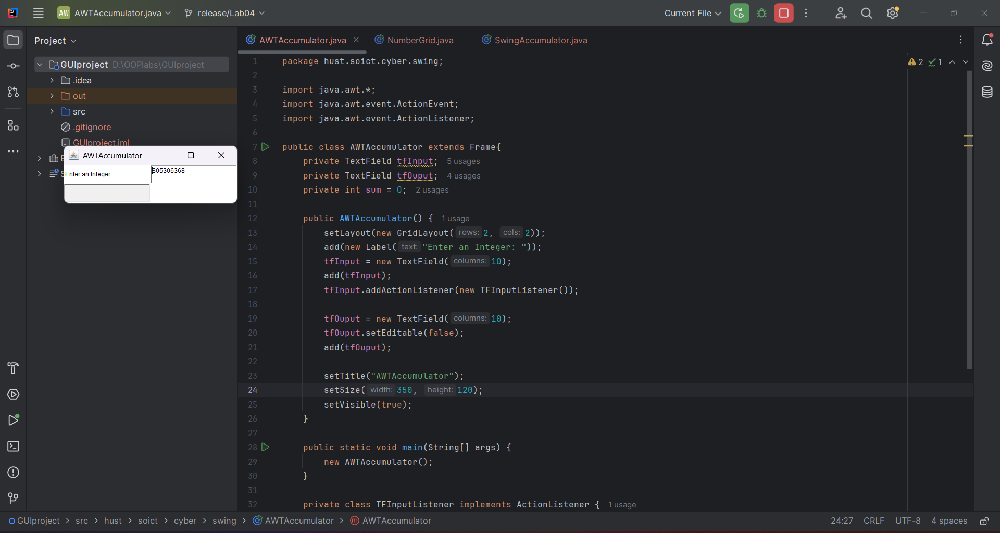 AW AWTAccumulator.java release/Lab04 Current File
Project
AWTAccumulator.java NumberGrid.java SwingAccumulator.java
GUIproject D:\OOPlabs\GUIproject
.idea
out
src
.gitignore
GUIproject.iml
AWTAccumulator
Enter an Integer: 805306368
2 1
1 package hust.soict.cyber.swing;
2
3 import java.awt.*;
4 import java.awt.event.ActionEvent;
5 import java.awt.event.ActionListener;
6
7 public class AWTAccumulator extends Frame{
8 private TextField tfInput; 5 usages
9 private TextField tfOuput; 4 usages
10 private int sum = 0; 2 usages
11
12 public AWTAccumulator() { 1 usage
13 setLayout(new GridLayout( rows: 2, cols: 2));
14 add(new Label( text: "Enter an Integer: "));
15 tfInput = new TextField( columns: 10);
16 add(tfInput);
17 tfInput.addActionListener(new TFInputListener());
18
19 tfOuput = new TextField( columns: 10);
20 tfOuput.setEditable(false);
21 add(tfOuput);
22
23 setTitle("AWTAccumulator");
24 setSize( width: 350, height: 120);
25 setVisible(true);
26 }
27
28 public static void main(String[] args) {
29 new AWTAccumulator();
30 }
31
32 private class TFInputListener implements ActionListener { 1 usage
GUIproject > src > hust > soict > cyber > swing > AWTAccumulator > AWTAccumulator 24:27 CRLF UTF-8 4 spaces